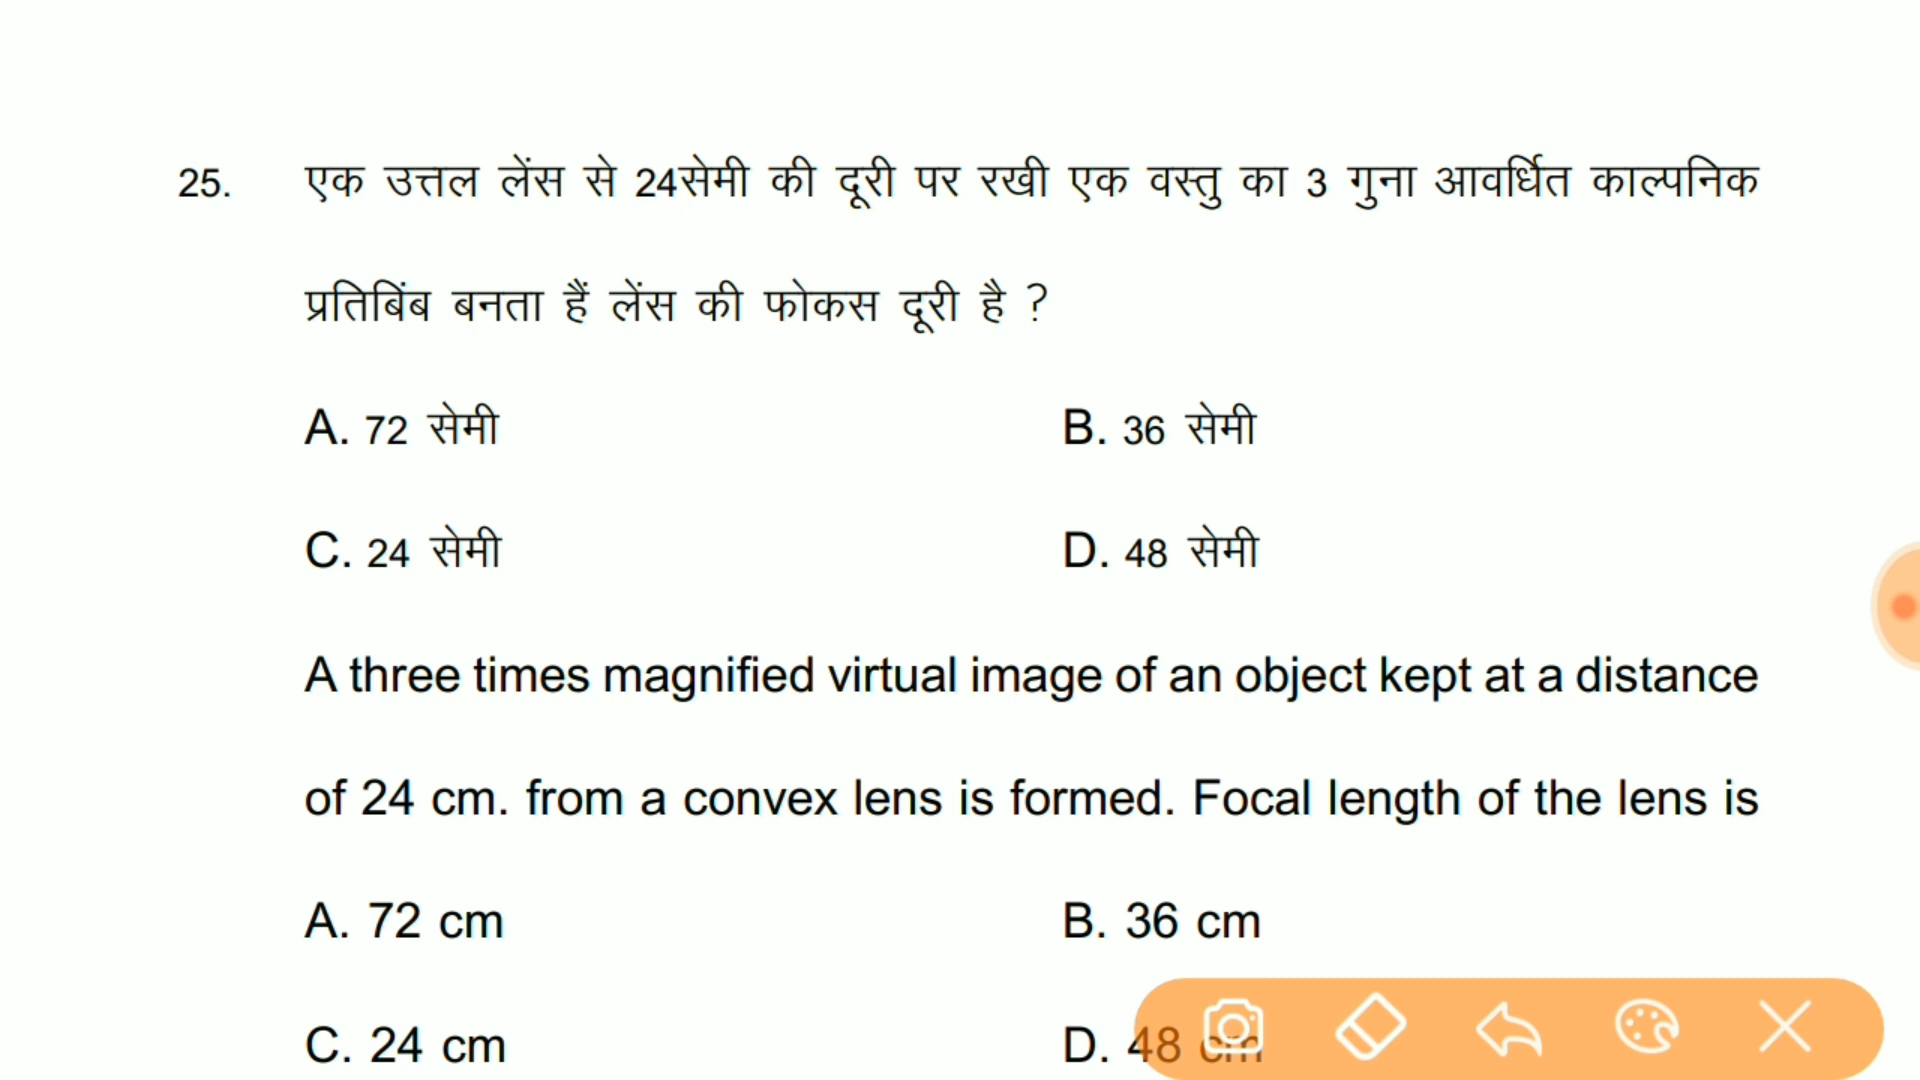 25. एक उत्तल लेंस से 24सेमी की दूरी पर रखी एक वस्तु का 3 गुना आवर्धित काल्पनिक
प्रतिबिंब बनता हैं लेंस की फोकस दूरी है ?
A. 72 सेमी B. 36 सेमी
C. 24 सेमी D. 48 सेमी
A three times magnified virtual image of an object kept at a distance
of 24 cm. from a convex lens is formed. Focal length of the lens is
A. 72 cm B. 36 cm
C. 24 cm D. 48 cm